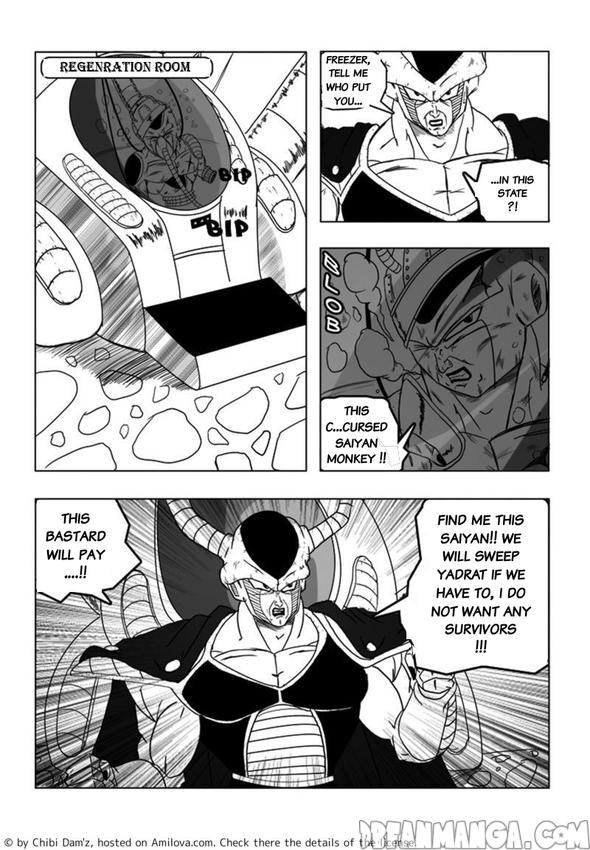 REGENRATION ROOM
BIP
BIP
FREEZER,
TELL ME
WHO PUT
YOU...
...IN THIS
STATE
?!
BLOB
THIS
C...CURSED
SAIYAN
MONKEY !!
THIS
BASTARD
WILL PAY
....!!
FIND ME THIS
SAIYAN!! WE
WILL SWEEP
YADRAT IF WE
HAVE TO, I DO
NOT WANT ANY
SURVIVORS
!!!
DREAMMANGA.COM
© by Chibi Dam'z, hosted on Amilova.com. Check there the details of the license.